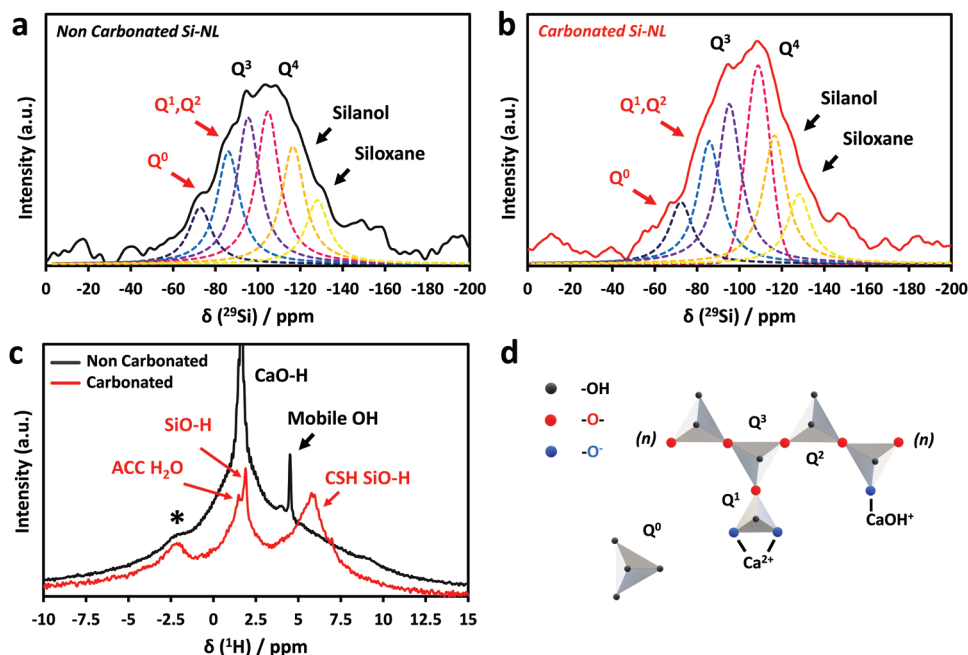 a
Non Carbonated Si-NL
Q³
Q⁴
Q¹,Q²
Silanol
Q⁰
Siloxane
Intensity (a.u.)
0 -20 -40 -60 -80 -100 -120 -140 -160 -180 -200
δ (²⁹Si) / ppm
b
Carbonated Si-NL
Q³
Q⁴
Q¹,Q²
Silanol
Q⁰
Siloxane
Intensity (a.u.)
0 -20 -40 -60 -80 -100 -120 -140 -160 -180 -200
δ (²⁹Si) / ppm
c
Non Carbonated
Carbonated
CaO-H
SiO-H
Mobile OH
ACC H₂O
CSH SiO-H
*
Intensity (a.u.)
-10 -7.5 -5 -2.5 0 2.5 5 7.5 10 12.5 15
δ (¹H) / ppm
d
-OH
-O-
-O⁻
Q³
(n)
(n)
Q²
Q¹
CaOH⁺
Q⁰
Ca²⁺